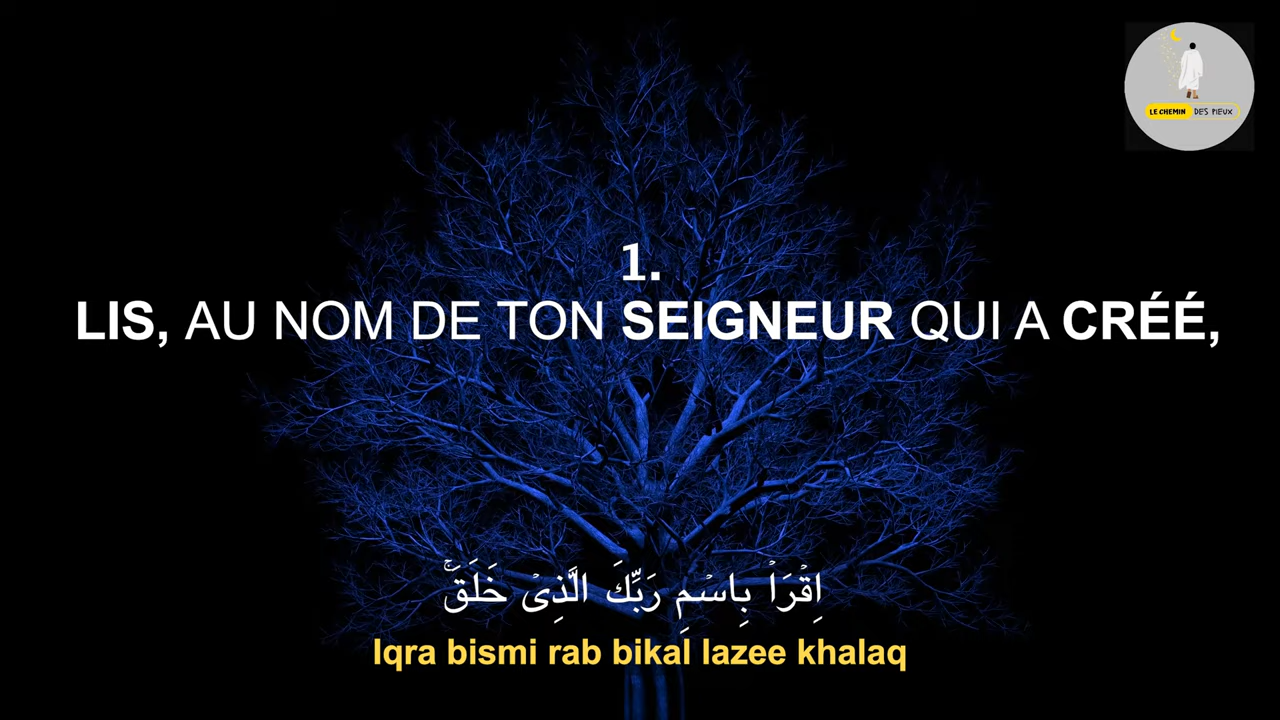 LE CHEMIN DES PIEUX
1.
LIS, AU NOM DE TON SEIGNEUR QUI A CRÉÉ,
اِقۡرَاۡ بِاسۡمِ رَبِّكَ الَّذِىۡ خَلَقَ​ۚ
Iqra bismi rab bikal lazee khalaq